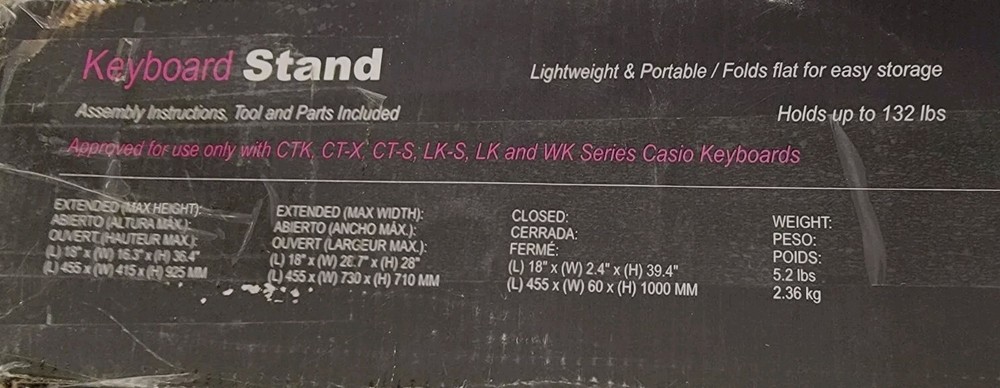 Keyboard Stand
Lightweight & Portable / Folds flat for easy storage
Assembly Instructions, Tool and Parts Included
Holds up to 132 lbs
Approved for use only with CTK, CT-X, CT-S, LK-S, LK and WK Series Casio Keyboards
EXTENDED (MAX HEIGHT):
ABIERTO (ALTURA MÁX.):
OUVERT (HAUTEUR MAX.):
(L) 18" x (W) 16.3" x (H) 36.4"
(L) 455 x (W) 415 x (H) 925 MM
EXTENDED (MAX WIDTH):
ABIERTO (ANCHO MÁX.):
OUVERT (LARGEUR MAX.):
(L) 18" x (W) 28.7" x (H) 28"
(L) 455 x (W) 730 x (H) 710 MM
CLOSED:
CERRADA:
FERMÉ:
(L) 18" x (W) 2.4" x (H) 39.4"
(L) 455 x (W) 60 x (H) 1000 MM
WEIGHT:
PESO:
POIDS:
5.2 lbs
2.36 kg